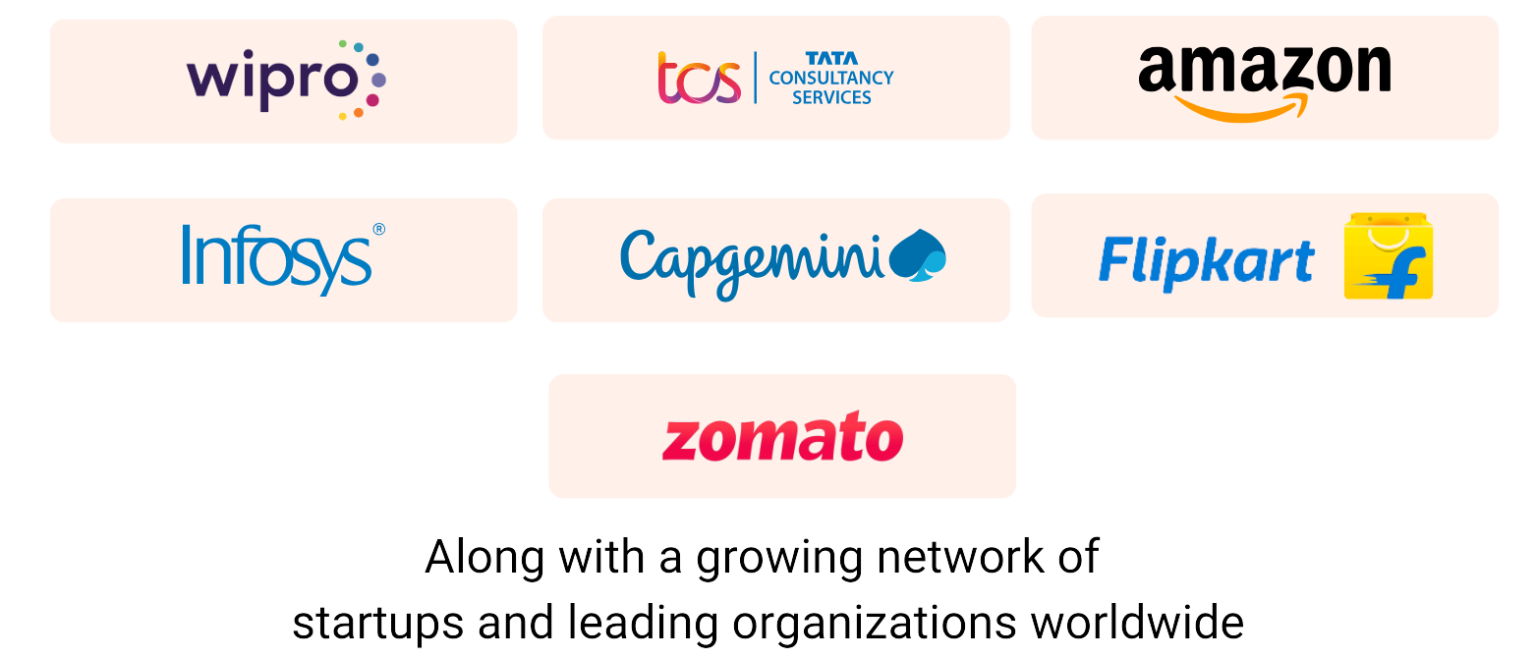 wipro
tcs
TATA
CONSULTANCY
SERVICES
amazon
Infosys®
Capgemini
Flipkart
f
zomato
Along with a growing network of
startups and leading organizations worldwide